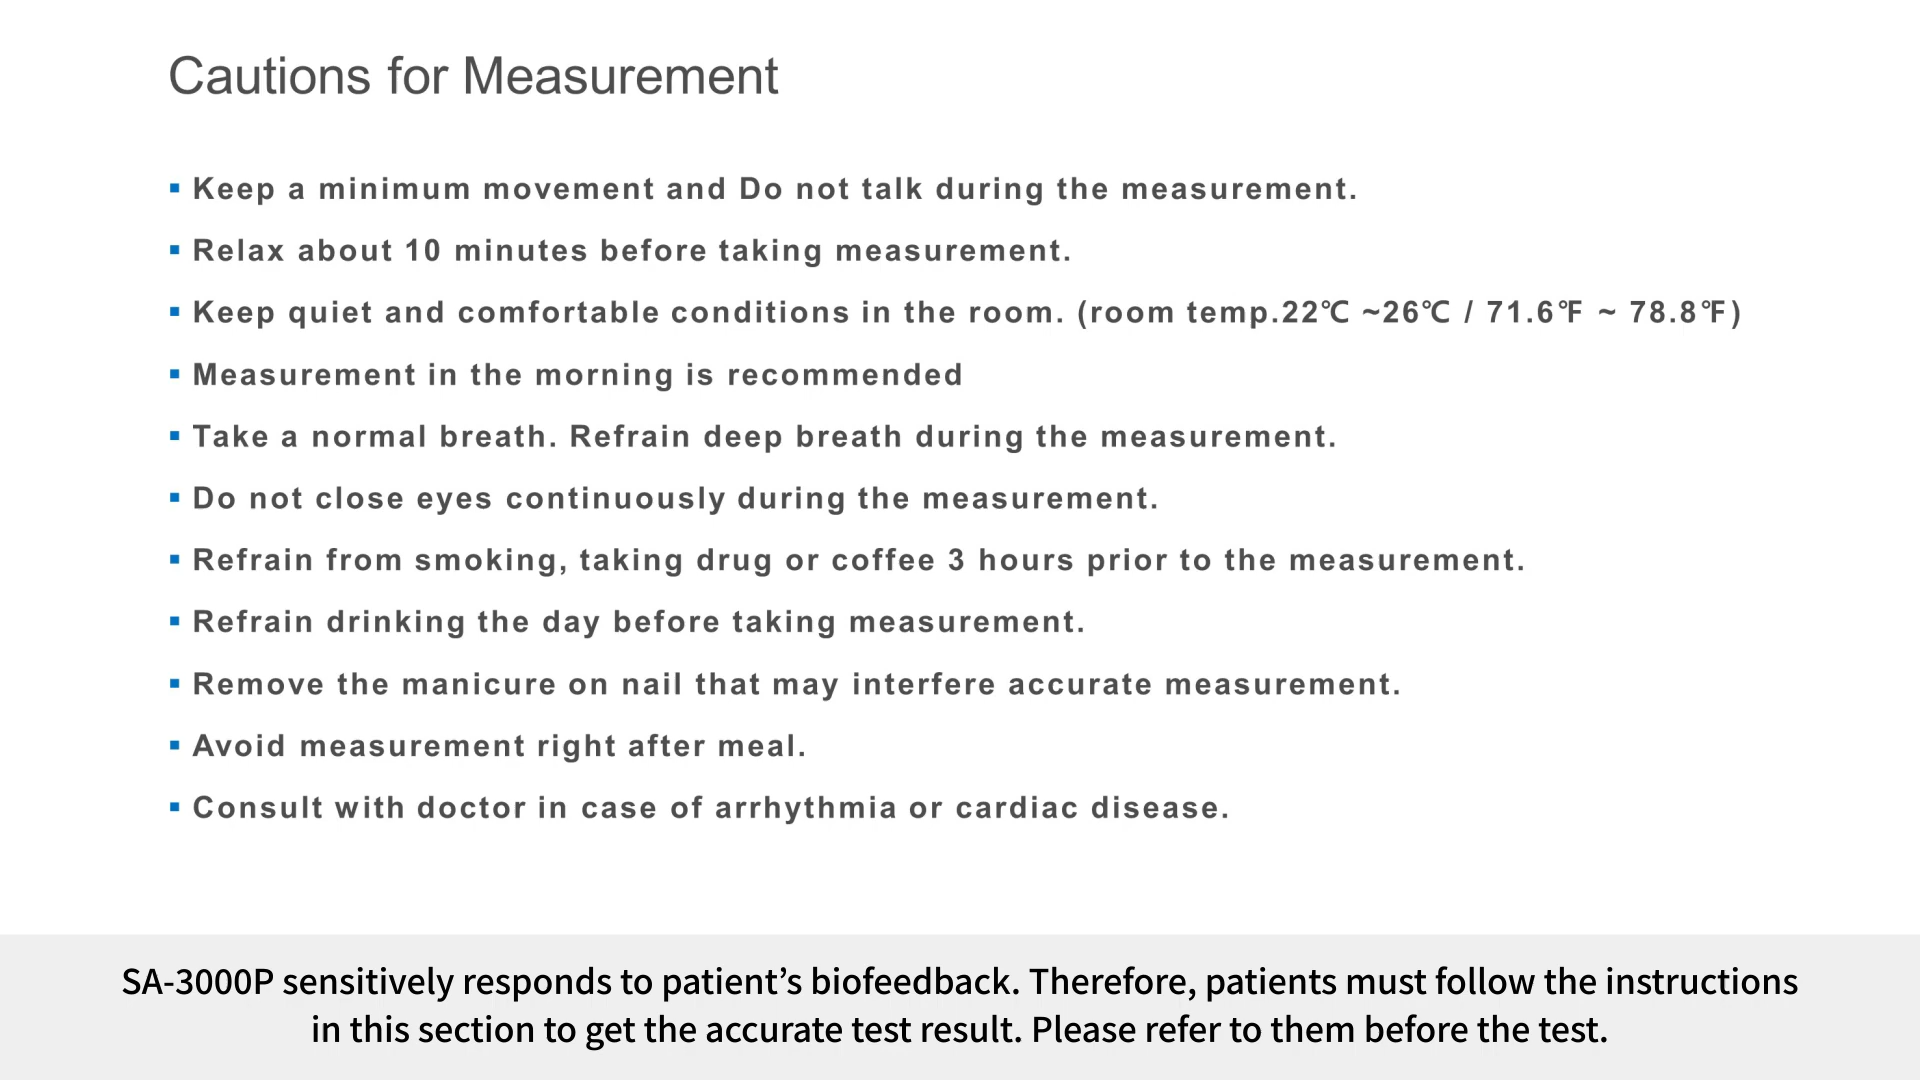 Cautions for Measurement
▪ Keep a minimum movement and Do not talk during the measurement.
▪ Relax about 10 minutes before taking measurement.
▪ Keep quiet and comfortable conditions in the room. (room temp.22℃ ~26℃ / 71.6℉ ~ 78.8℉)
▪ Measurement in the morning is recommended
▪ Take a normal breath. Refrain deep breath during the measurement.
▪ Do not close eyes continuously during the measurement.
▪ Refrain from smoking, taking drug or coffee 3 hours prior to the measurement.
▪ Refrain drinking the day before taking measurement.
▪ Remove the manicure on nail that may interfere accurate measurement.
▪ Avoid measurement right after meal.
▪ Consult with doctor in case of arrhythmia or cardiac disease.
SA-3000P sensitively responds to patient’s biofeedback. Therefore, patients must follow the instructions
in this section to get the accurate test result. Please refer to them before the test.